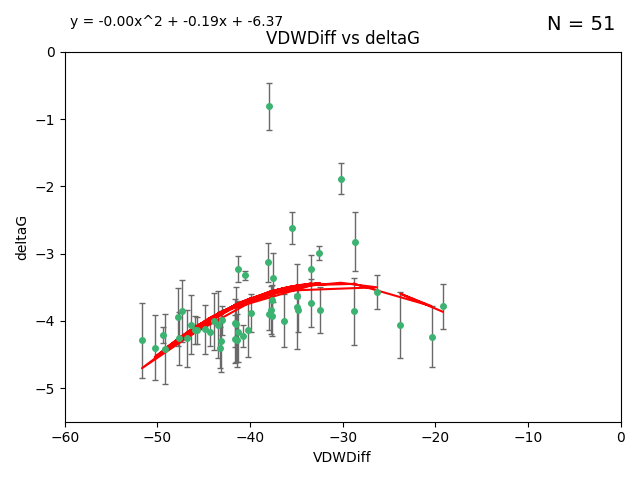 y = -0.00x^2 + -0.19x + -6.37
N = 51
VDWDiff vs deltaG
0
−1
−2
−3
−4
−5
deltaG
−60 −50 −40 −30 −20 −10 0
VDWDiff